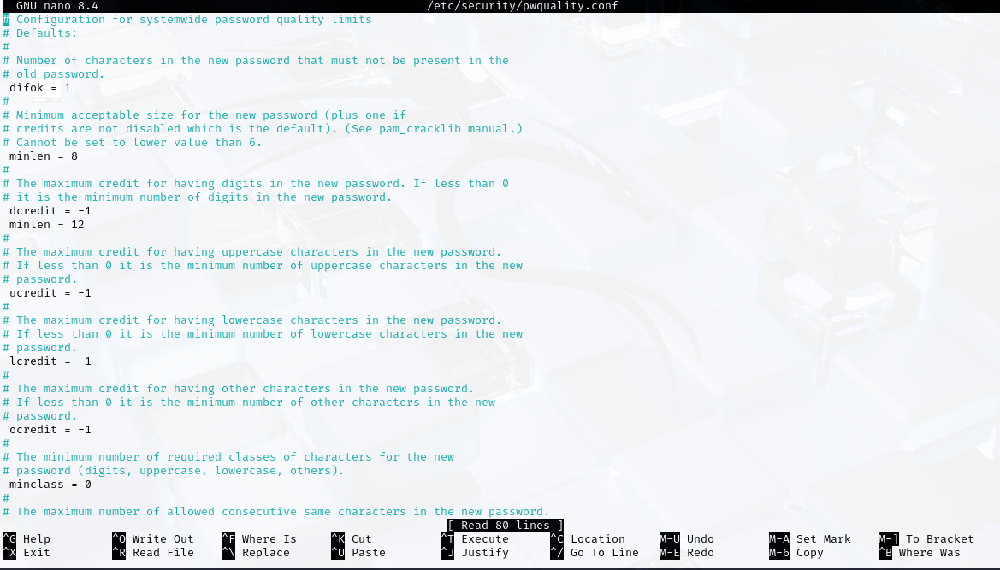 GNU nano 8.4 /etc/security/pwquality.conf
# Configuration for systemwide password quality limits
# Defaults:
#
# Number of characters in the new password that must not be present in the
# old password.
difok = 1
#
# Minimum acceptable size for the new password (plus one if
# credits are not disabled which is the default). (See pam_cracklib manual.)
# Cannot be set to lower value than 6.
minlen = 8
#
# The maximum credit for having digits in the new password. If less than 0
# it is the minimum number of digits in the new password.
dcredit = -1
minlen = 12
#
# The maximum credit for having uppercase characters in the new password.
# If less than 0 it is the minimum number of uppercase characters in the new
# password.
ucredit = -1
#
# The maximum credit for having lowercase characters in the new password.
# If less than 0 it is the minimum number of lowercase characters in the new
# password.
lcredit = -1
#
# The maximum credit for having other characters in the new password.
# If less than 0 it is the minimum number of other characters in the new
# password.
ocredit = -1
#
# The minimum number of required classes of characters for the new
# password (digits, uppercase, lowercase, others).
minclass = 0
#
# The maximum number of allowed consecutive same characters in the new password.
[ Read 80 lines ]
^G Help ^O Write Out ^F Where Is ^K Cut ^T Execute ^C Location M-U Undo M-A Set Mark M-] To Bracket
^X Exit ^R Read File ^\ Replace ^U Paste ^J Justify ^/ Go To Line M-E Redo M-6 Copy ^B Where Was